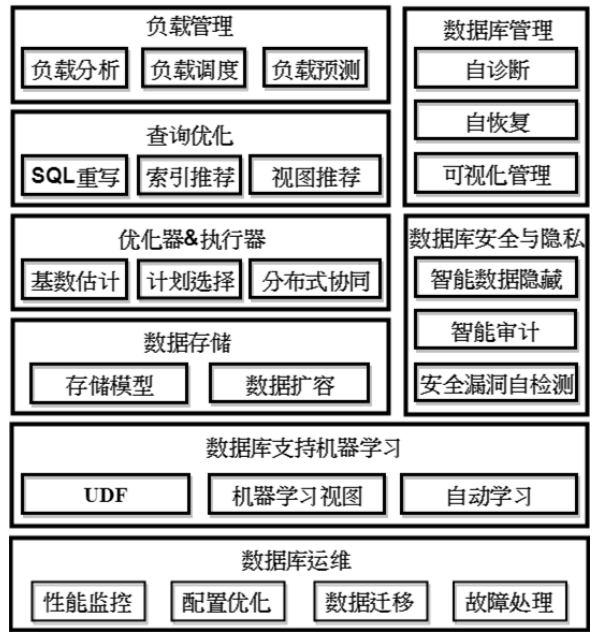 负载管理
负载分析 负载调度 负载预测
查询优化
SQL重写 索引推荐 视图推荐
优化器&执行器
基数估计 计划选择 分布式协同
数据存储
存储模型 数据扩容
数据库管理
自诊断
自恢复
可视化管理
数据库安全与隐私
智能数据隐藏
智能审计
安全漏洞自检测
数据库支持机器学习
UDF 机器学习视图 自动学习
数据库运维
性能监控 配置优化 数据迁移 故障处理